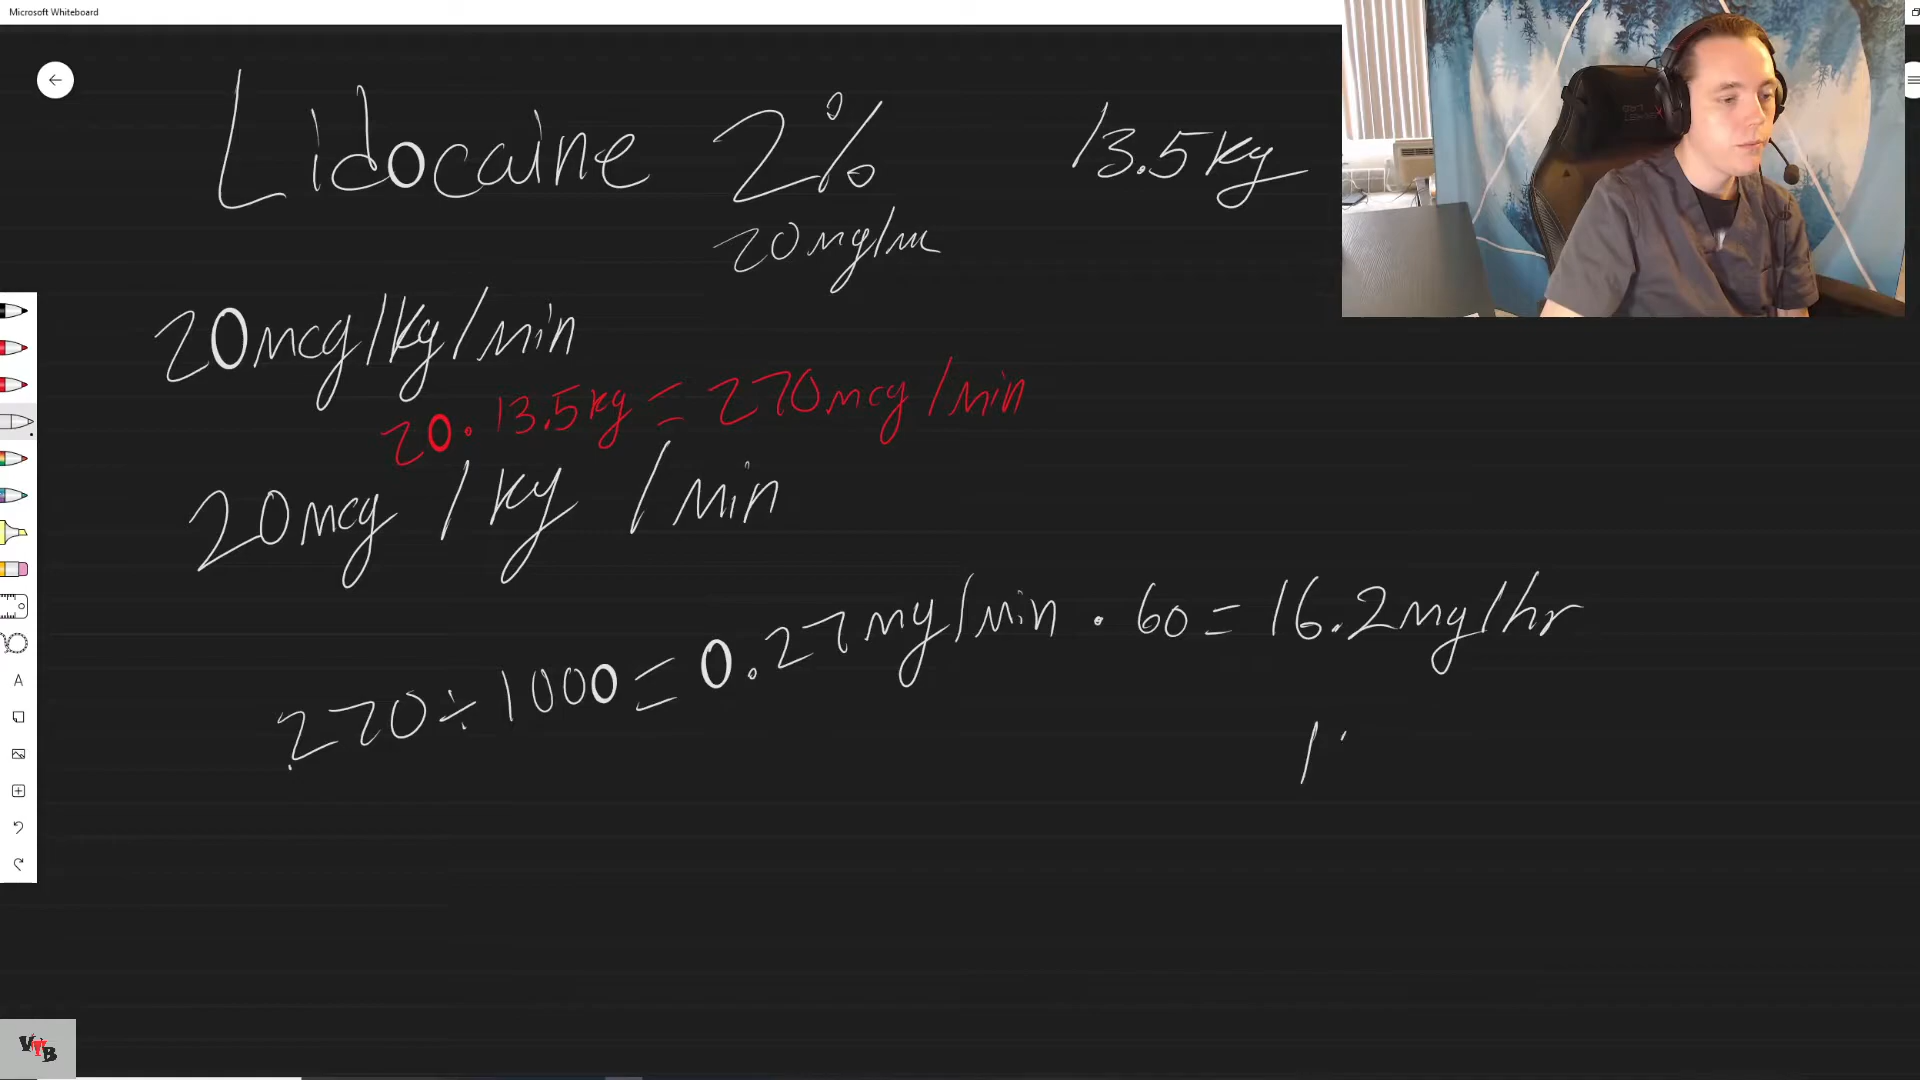 Microsoft Whiteboard
Lidocaine 2% 13.5kg
20mg/mL
20mcg/kg/min
20 · 13.5kg = 270mcg/min
20mcg / kg / min
270 ÷ 1000 = 0.27mg/min · 60 = 16.2mg/hr
A
VTB